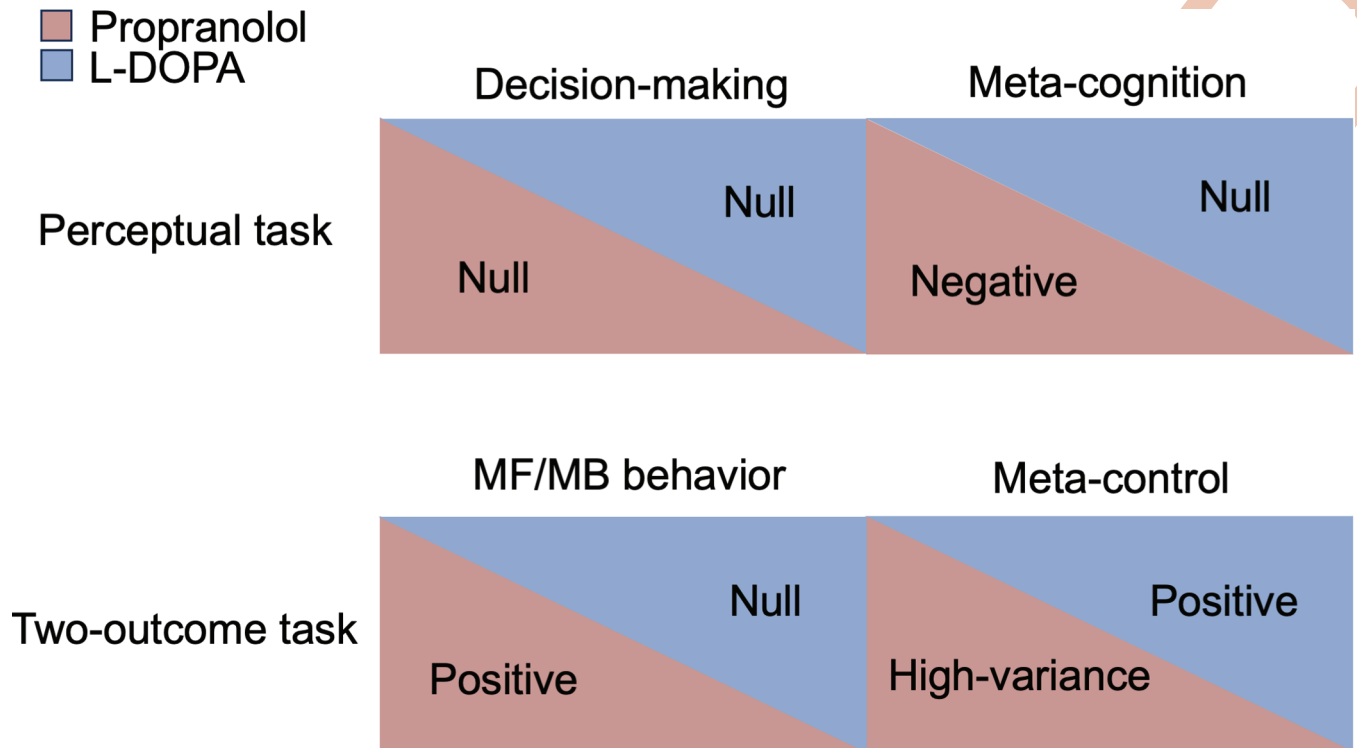 Propranolol
L-DOPA
Decision-making
Meta-cognition
Perceptual task
Null
Null
Null
Negative
MF/MB behavior
Meta-control
Two-outcome task
Null
Positive
Positive
High-variance